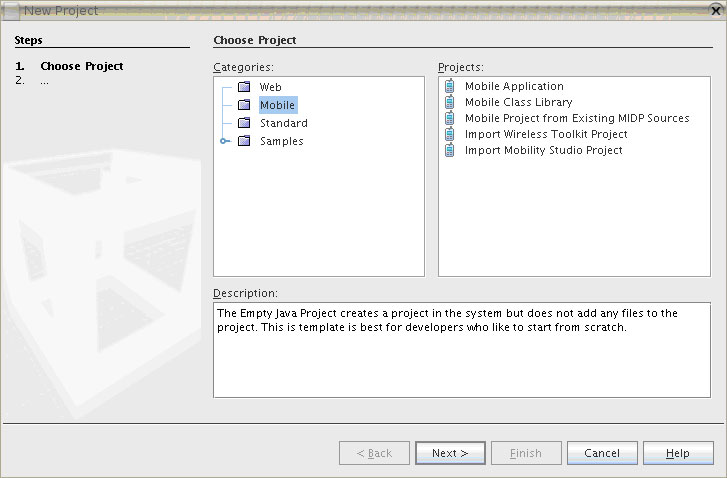 New Project
Steps
1. Choose Project
2. ...
Choose Project
Categories:
Web
Mobile
Standard
Samples
Projects:
Mobile Application
Mobile Class Library
Mobile Project from Existing MIDP Sources
Import Wireless Toolkit Project
Import Mobility Studio Project
Description:
The Empty Java Project creates a project in the system but does not add any files to the
project. This is template is best for developers who like to start from scratch.
< Back
Next >
Finish
Cancel
Help